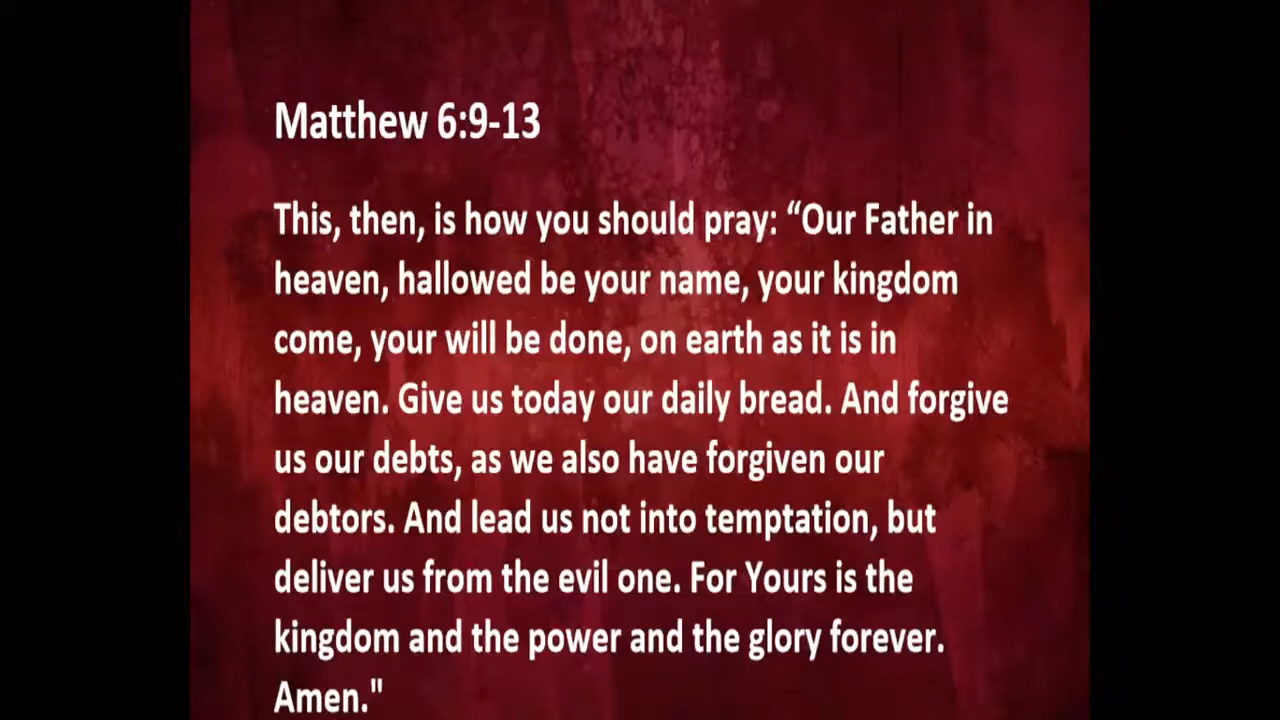 Matthew 6:9-13
This, then, is how you should pray: “Our Father in
heaven, hallowed be your name, your kingdom
come, your will be done, on earth as it is in
heaven. Give us today our daily bread. And forgive
us our debts, as we also have forgiven our
debtors. And lead us not into temptation, but
deliver us from the evil one. For Yours is the
kingdom and the power and the glory forever.
Amen."